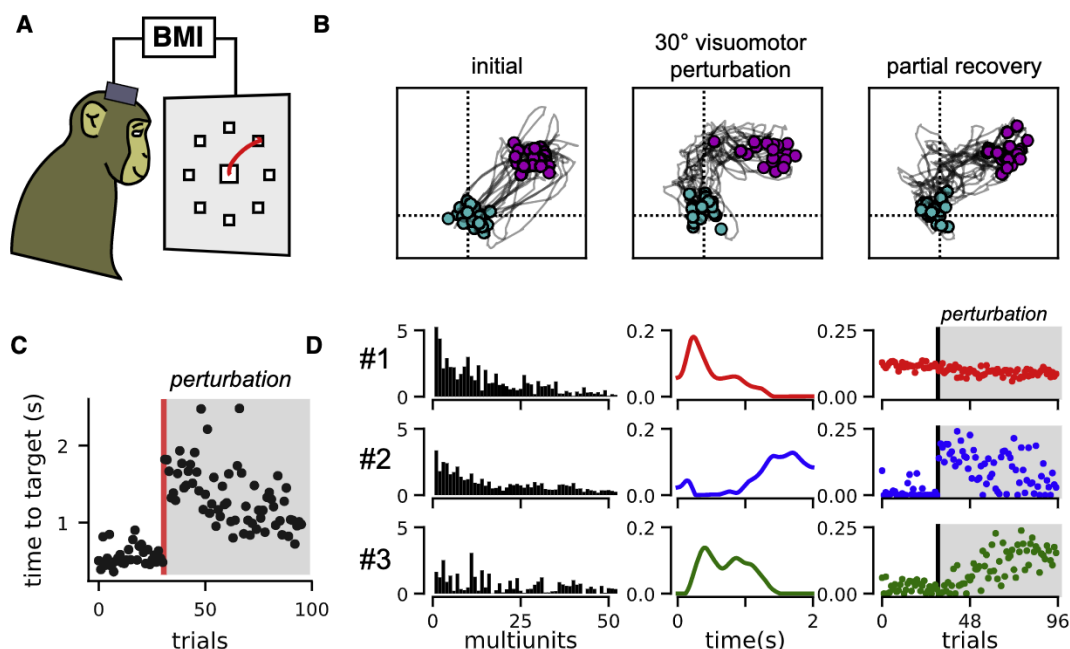 A
BMI
B
initial
30° visuomotor
perturbation
partial recovery
C
perturbation
time to target (s)
2
1
0
50
100
trials
D
perturbation
#1
5
0
0.2
0.0
0.25
0.00
#2
5
0
0.2
0.0
0.25
0.00
#3
5
0
0.2
0.0
0.25
0.00
0
25
50
multiunits
0
1
2
time(s)
0
48
96
trials